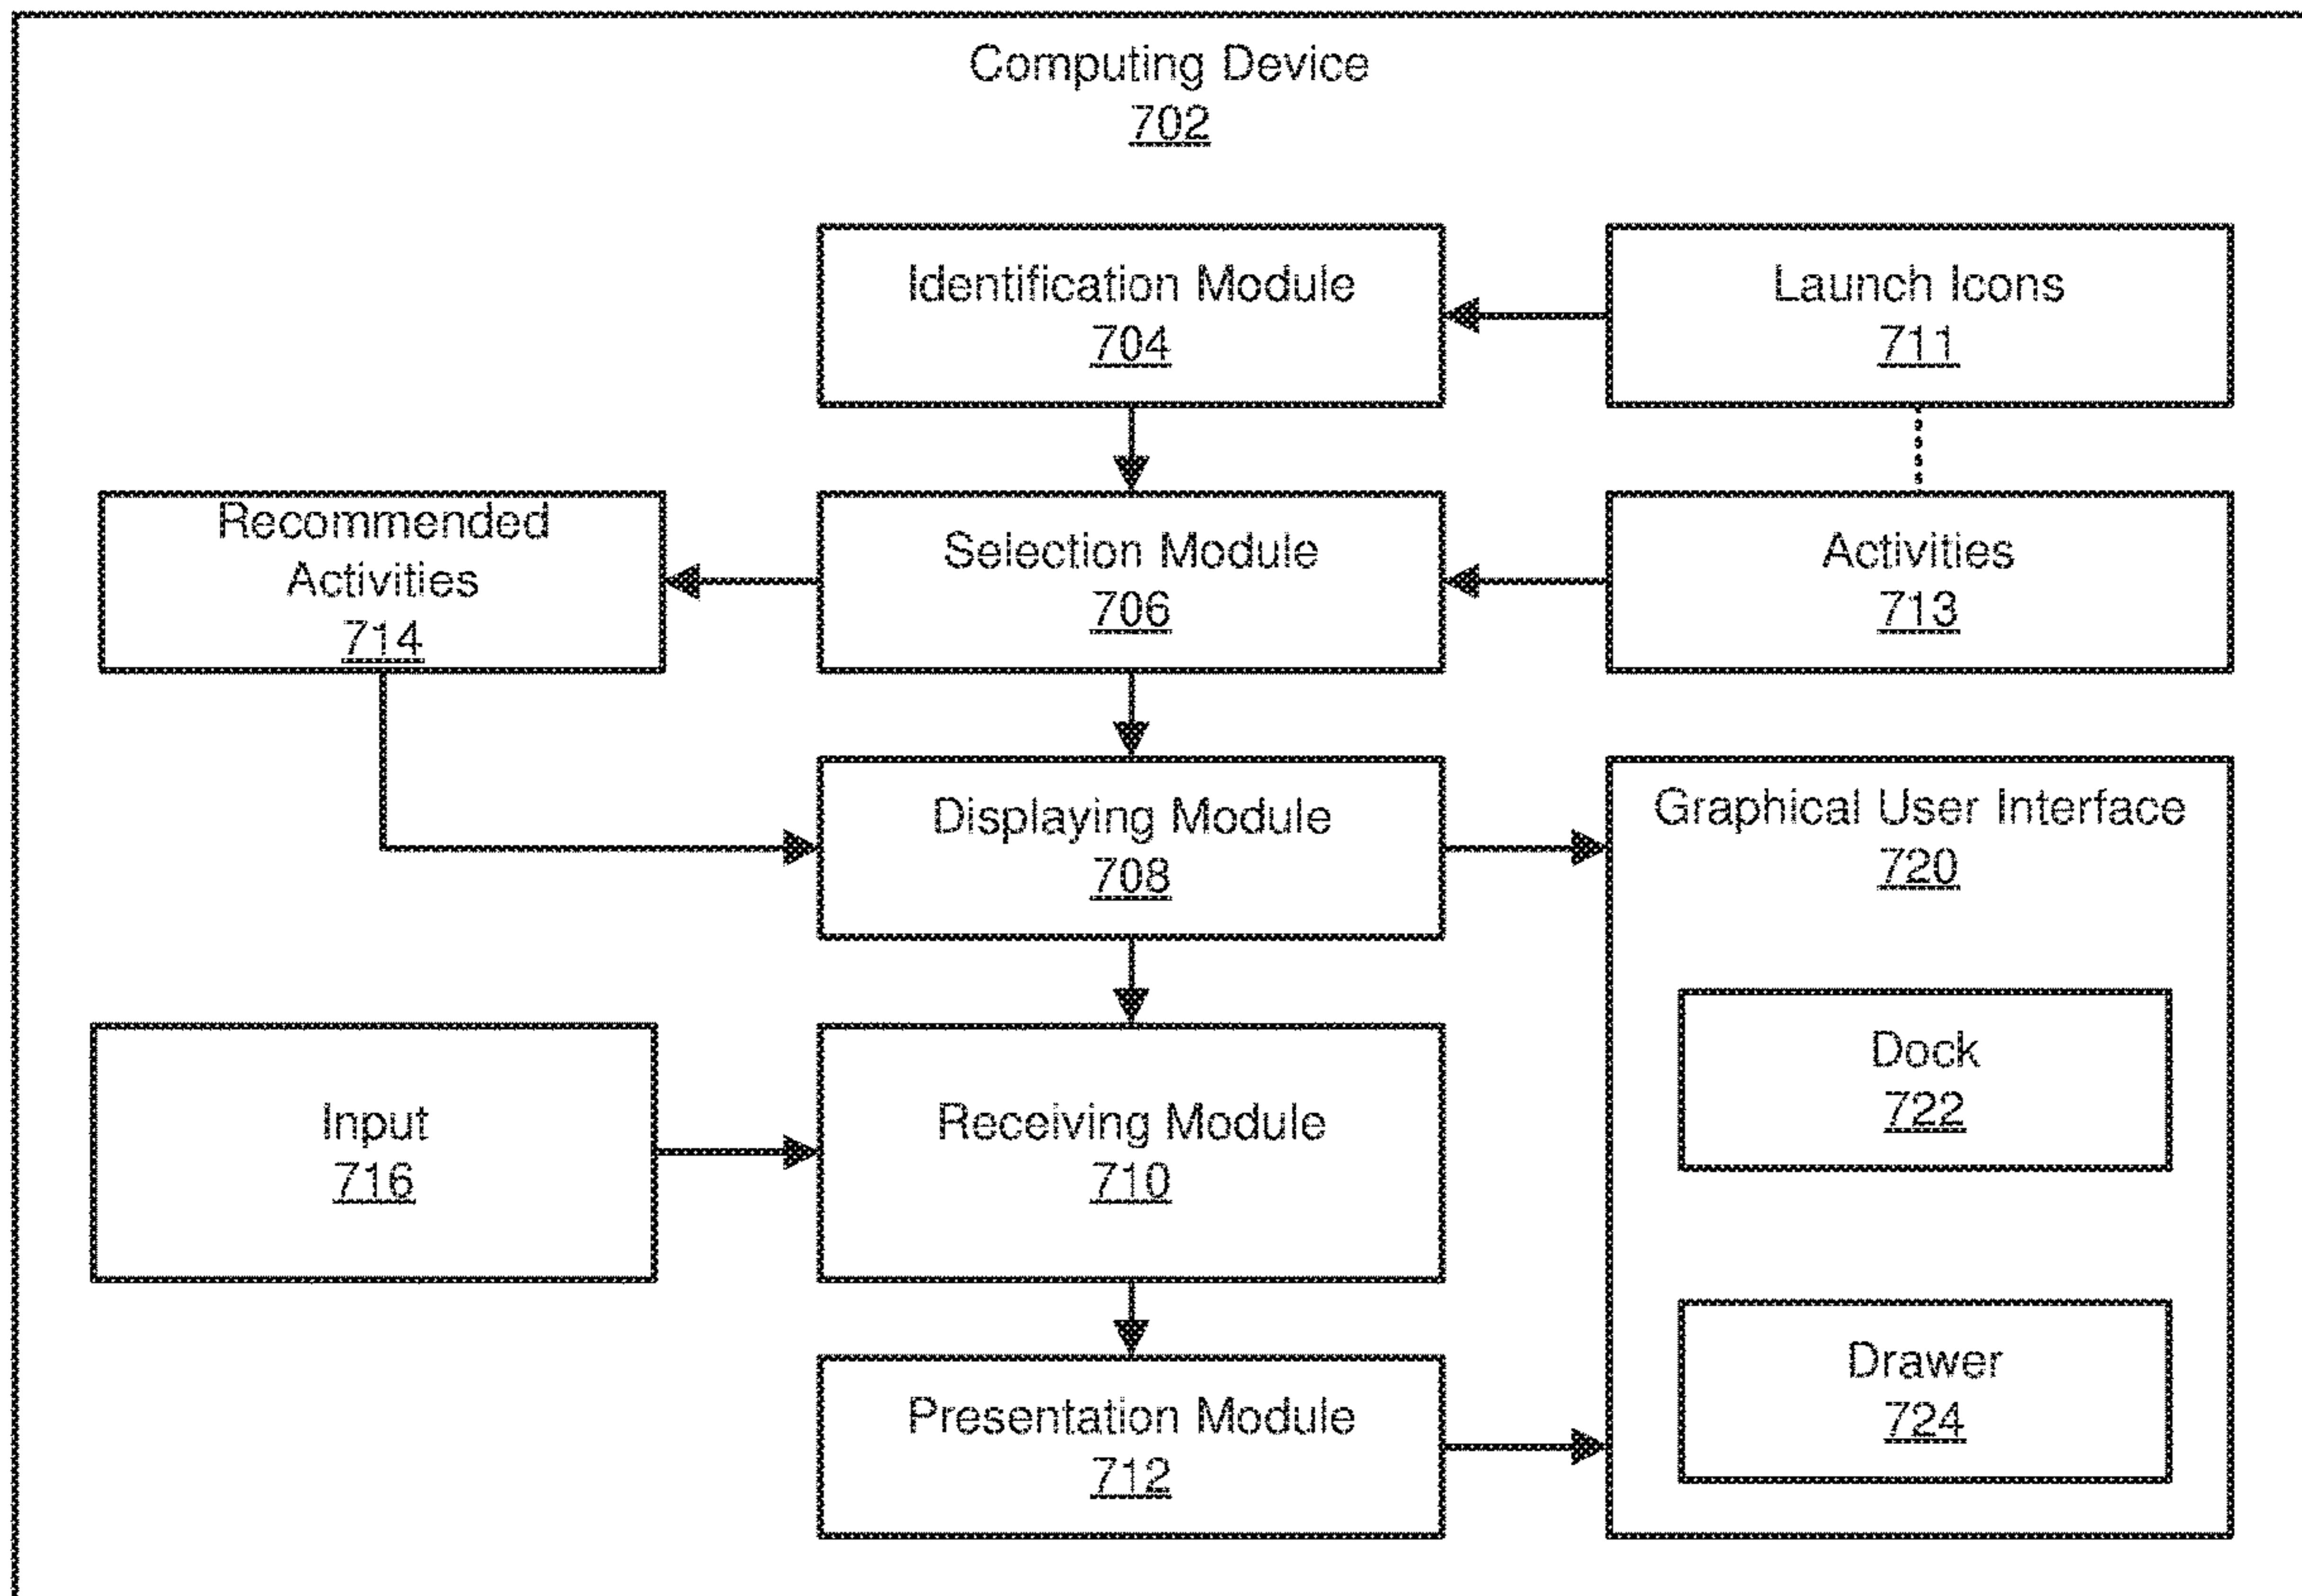 Computing Device
702
Identification Module
704
Launch Icons
711
Recommended
Activities
714
Selection Module
706
Activities
713
Displaying Module
708
Graphical User Interface
720
Dock
722
Input
716
Receiving Module
710
Drawer
724
Presentation Module
712